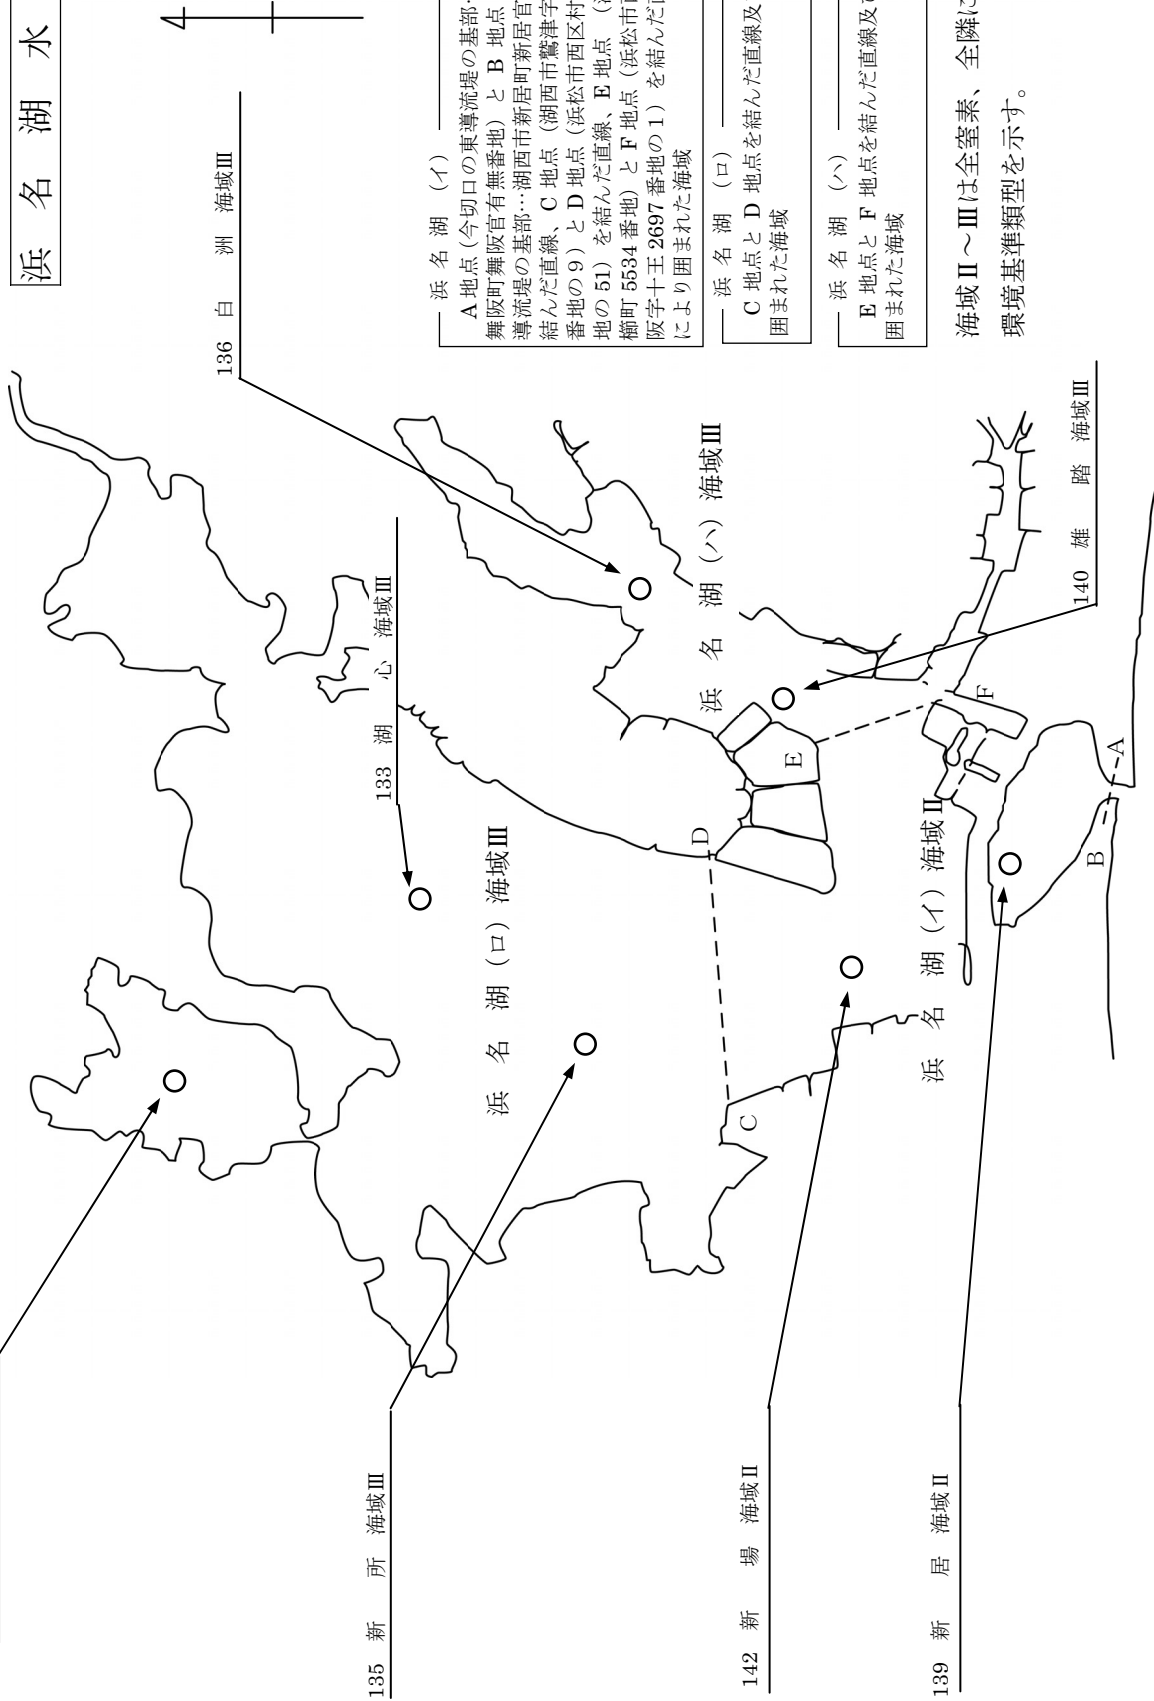 浜 名 湖 水
136 白 洲 海域Ⅲ
133 湖 心 海域Ⅲ
135 新 所 海域Ⅲ
142 新 場 海域Ⅱ
139 新 居 海域Ⅱ
140 雄 踏 海域Ⅲ
浜 名 湖 (ロ) 海域Ⅲ
浜 名 湖 (ハ) 海域Ⅲ
浜 名 湖 (イ) 海域Ⅱ
D
C
E
F
A
B
浜 名 湖 (イ)
A 地点(今切口の東導流堤の基部…
舞阪町舞阪官有無番地)と B 地点
導流堤の基部…湖西市新居町新居官
結んだ直線、C 地点(湖西市鷲津字
番地の9)と D 地点(浜松市西区村
地の 51)を結んだ直線、E 地点(
櫛町 5534 番地)と F 地点(浜松市
阪字十王 2697 番地の1)を結んだ
により囲まれた海域
浜 名 湖 (ロ)
C 地点と D 地点を結んだ直線及
囲まれた海域
浜 名 湖 (ハ)
E 地点と F 地点を結んだ直線及び
囲まれた海域
海域Ⅱ～Ⅲは全窒素、全隣に
環境基準類型を示す。